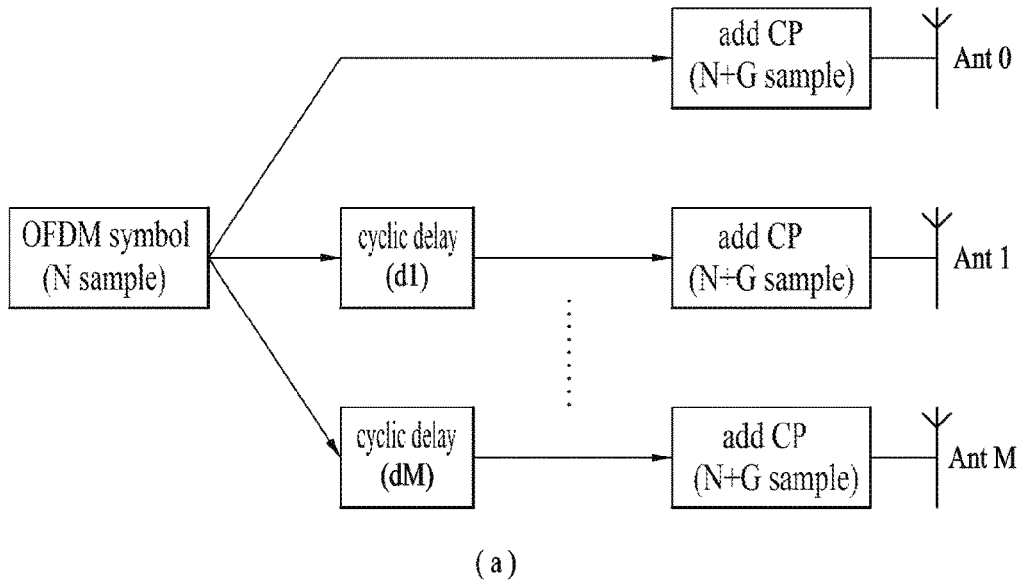 add CP
(N+G sample)
Ant 0
OFDM symbol
(N sample)
cyclic delay
(d1)
add CP
(N+G sample)
Ant 1
cyclic delay
(dM)
add CP
(N+G sample)
Ant M
( a )